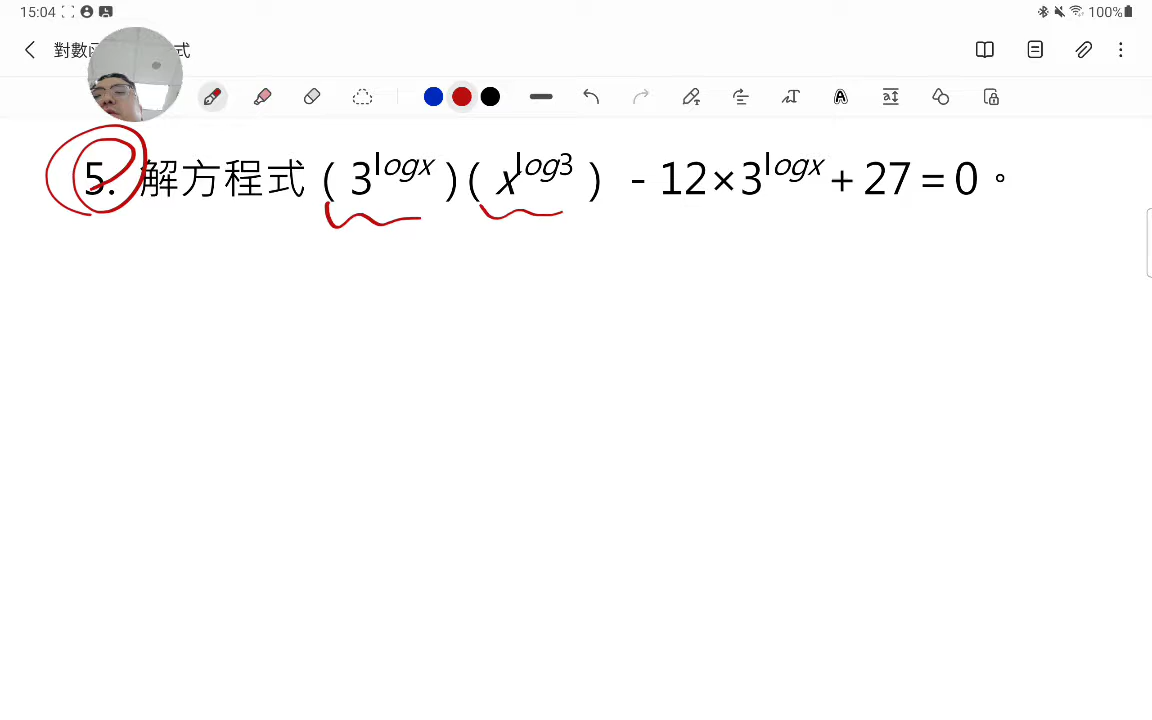 15:04 100%
對數 式
5. 解方程式 ( 3^logx )( x^log3 ) - 12×3^logx + 27 = 0。